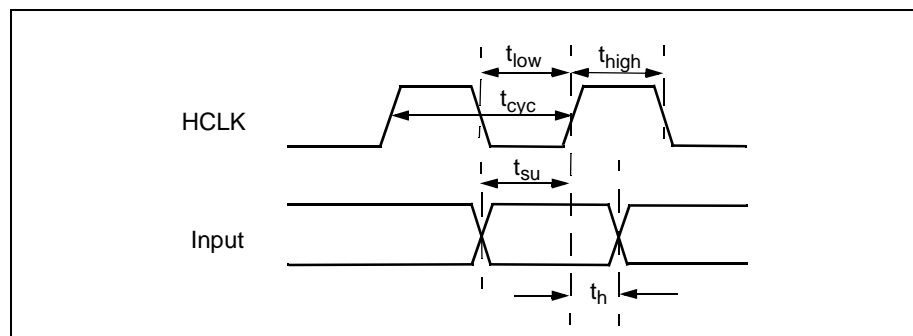 t_low
t_high
HCLK
t_cyc
t_su
Input
t_h